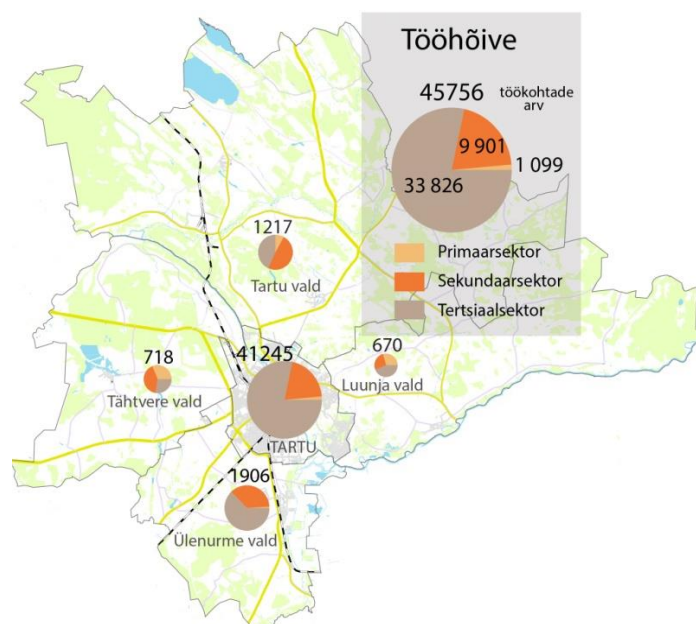 Tööhõive
45756
töökohtade
arv
9 901
1 099
33 826
Primaarsektor
Sekundaarsektor
Tertsiaalsektor
1217
Tartu vald
718
Tähtvere vald
41245
TARTU
670
Luunja vald
1906
Ülenurme vald